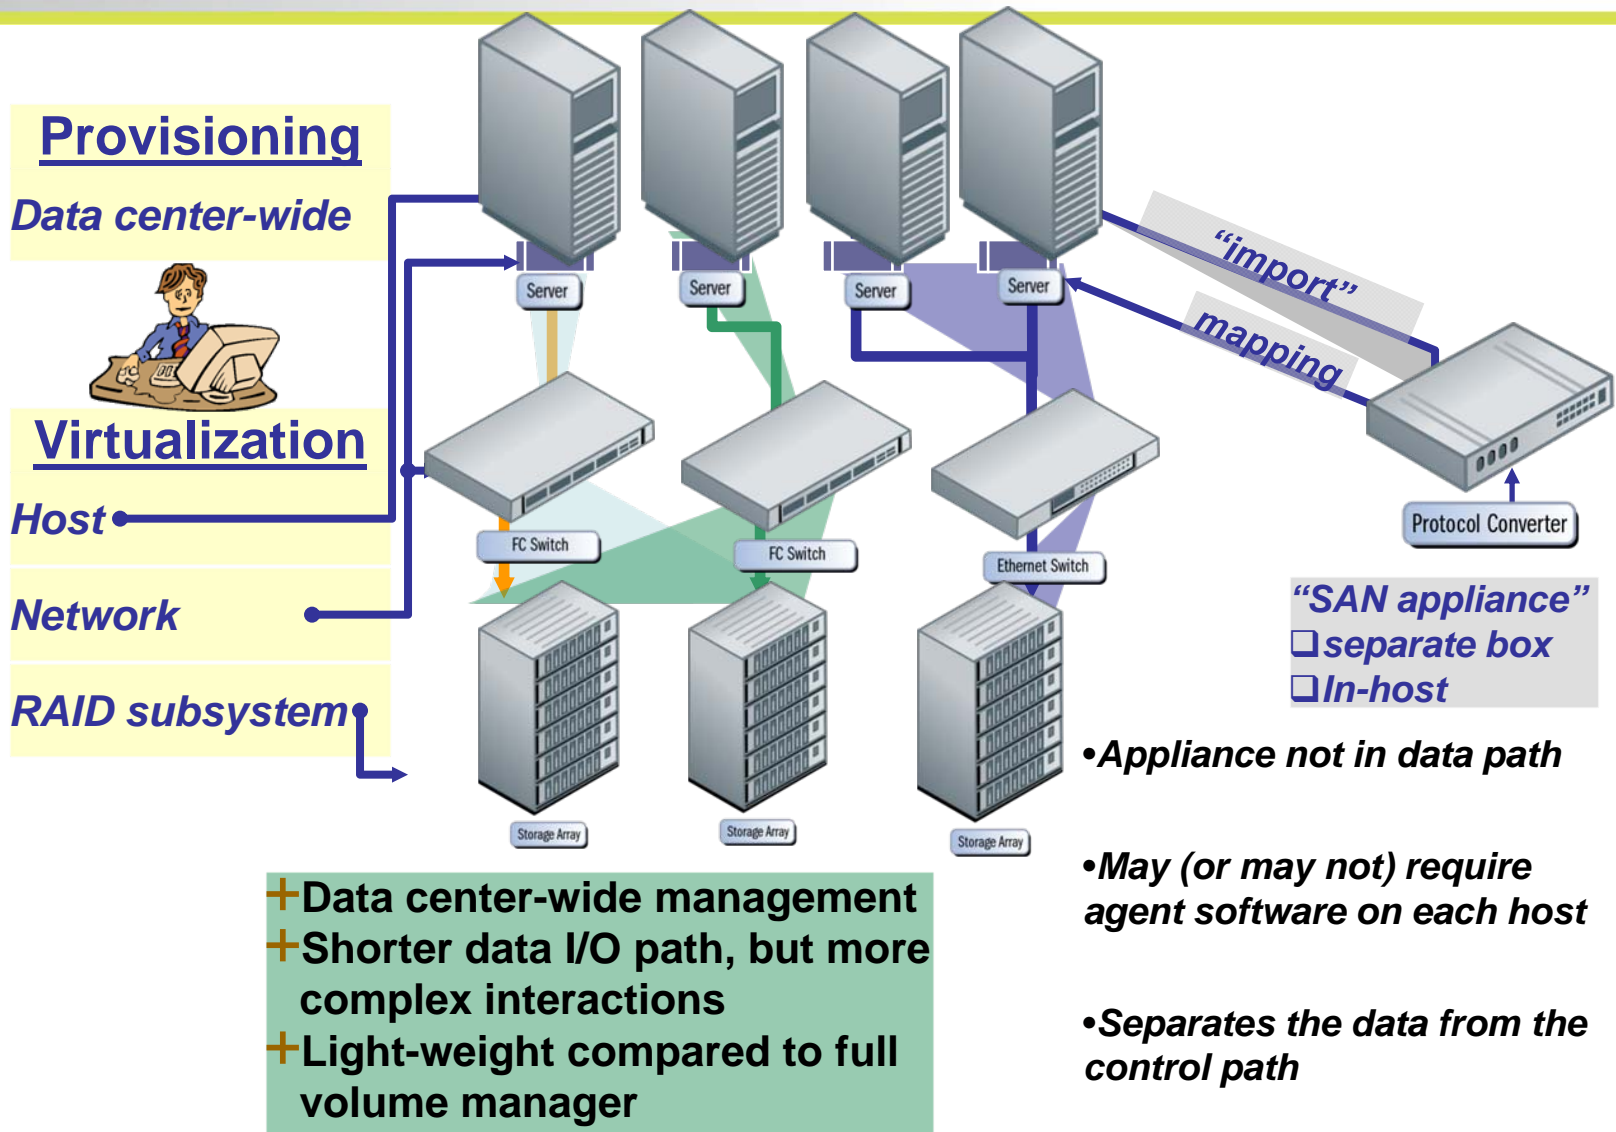 Provisioning
Data center-wide
Virtualization
Host
Network
RAID subsystem
Server
Server
Server
Server
"import"
mapping
FC Switch
FC Switch
Ethernet Switch
Protocol Converter
Storage Array
Storage Array
Storage Array
“SAN appliance”
❑separate box
❑In-host
•Appliance not in data path
•May (or may not) require
agent software on each host
•Separates the data from the
control path
+Data center-wide management
+Shorter data I/O path, but more
complex interactions
+Light-weight compared to full
volume manager